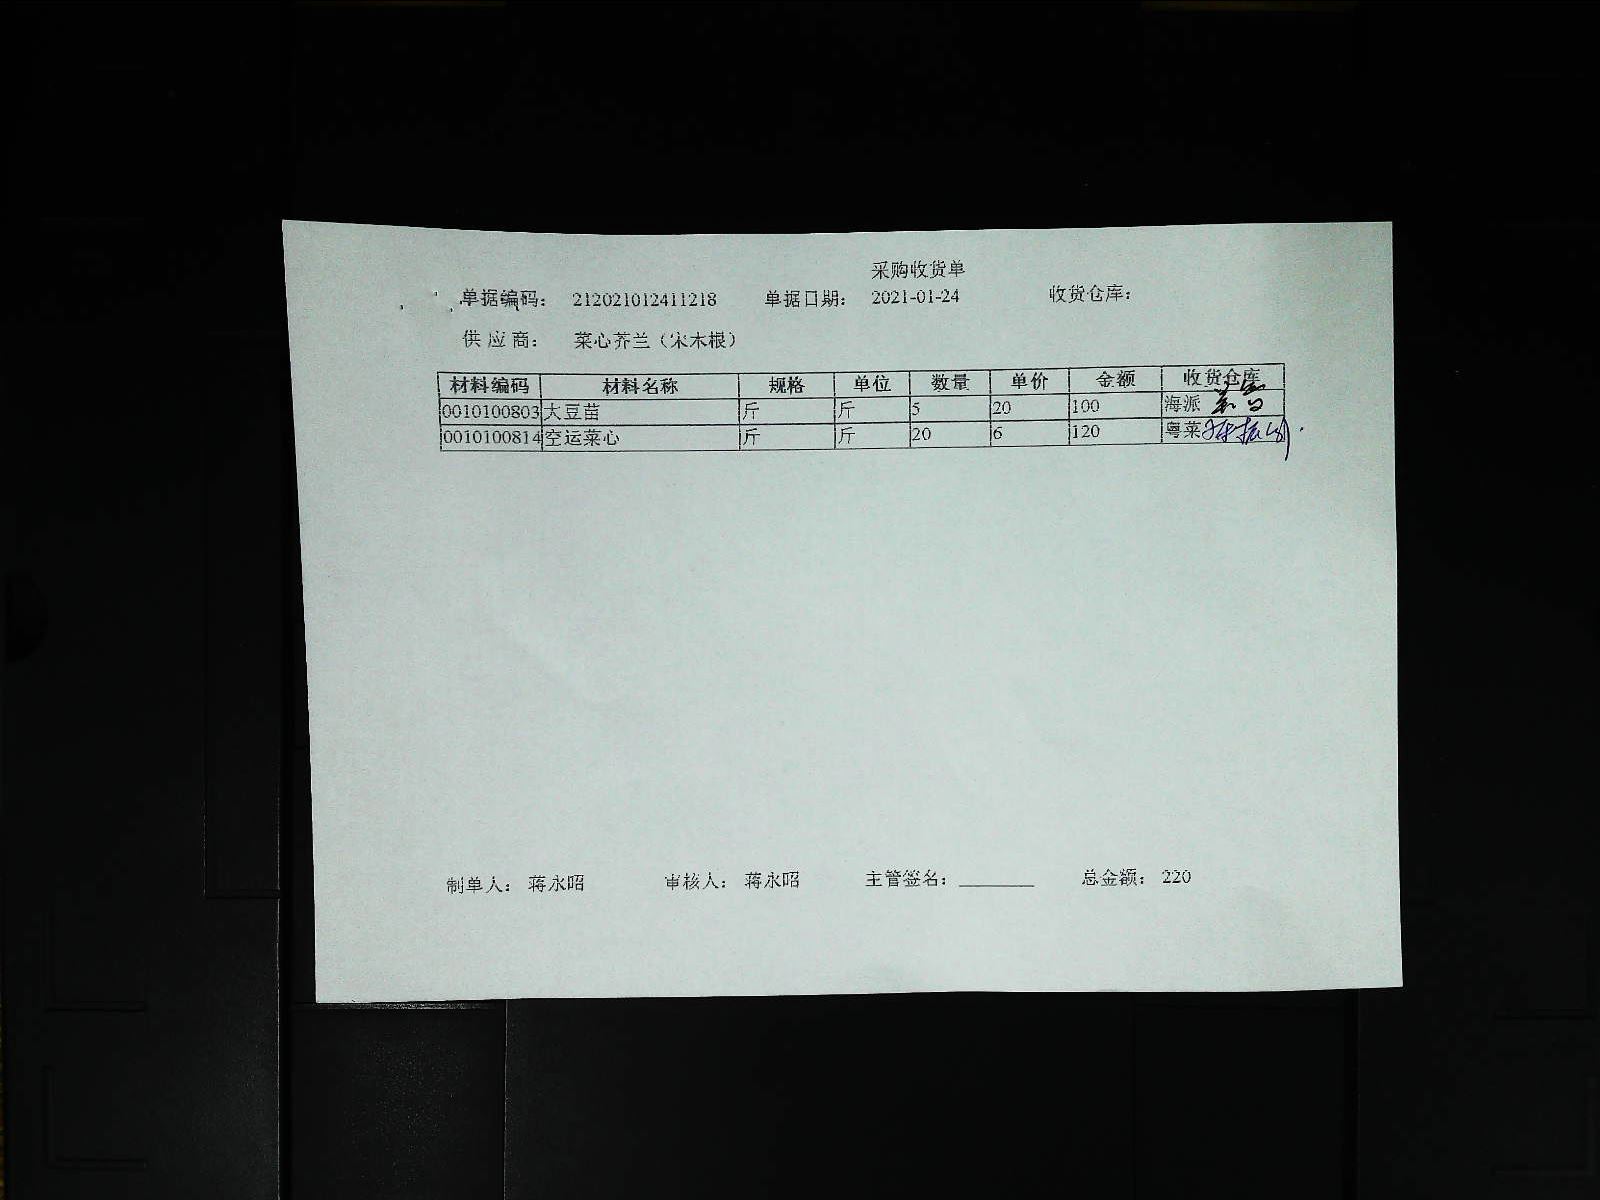 采购收货单
单据编码： 212021012411218 单据日期： 2021-01-24 收货仓库：
供 应 商： 菜心芥兰（宋木根）
材料编码 材料名称 规格 单位 数量 单价 金额 收货仓库
0010100803 大豆苗 斤 斤 5 20 100 海派
0010100814 空运菜心 斤 斤 20 6 120 粤菜
制单人： 蒋永昭 审核人： 蒋永昭 主管签名： 总金额： 220